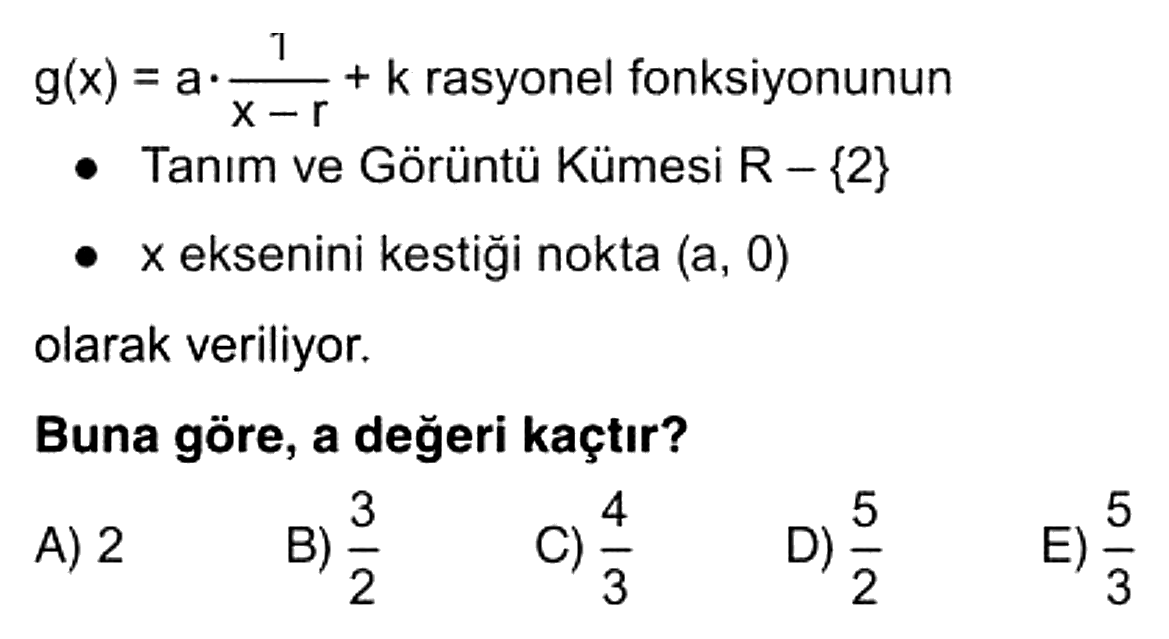 g(x) = a · 1/(x – r) + k rasyonel fonksiyonunun
• Tanım ve Görüntü Kümesi R – {2}
• x eksenini kestiği nokta (a, 0)
olarak veriliyor.
Buna göre, a değeri kaçtır?
A) 2 B) 3/2 C) 4/3 D) 5/2 E) 5/3